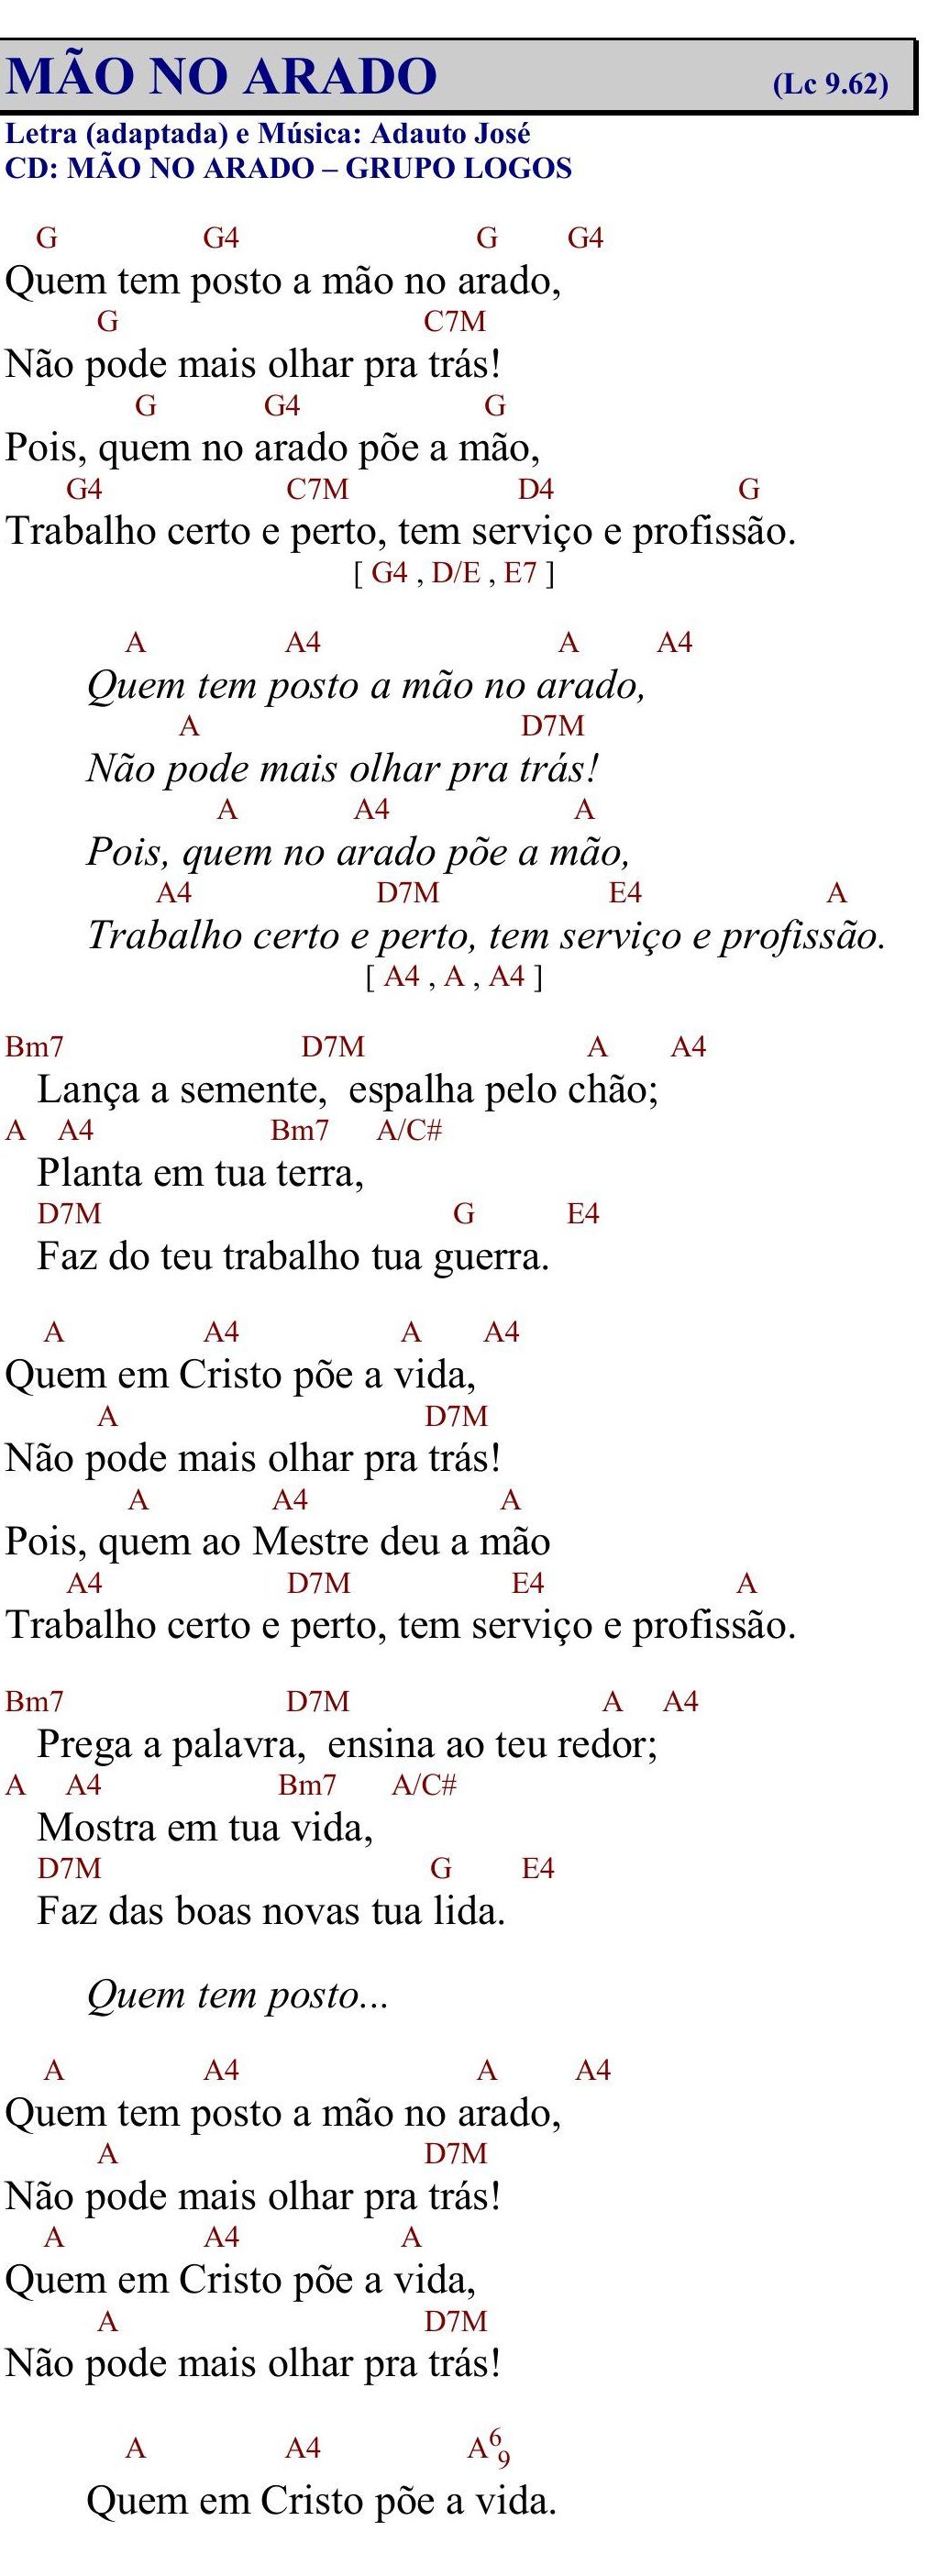 MÃO NO ARADO (Lc 9.62)
Letra (adaptada) e Música: Adauto José
CD: MÃO NO ARADO – GRUPO LOGOS
G G4 G G4
Quem tem posto a mão no arado,
G C7M
Não pode mais olhar pra trás!
G G4 G
Pois, quem no arado põe a mão,
G4 C7M D4 G
Trabalho certo e perto, tem serviço e profissão.
[ G4 , D/E , E7 ]
A A4 A A4
Quem tem posto a mão no arado,
A D7M
Não pode mais olhar pra trás!
A A4 A
Pois, quem no arado põe a mão,
A4 D7M E4 A
Trabalho certo e perto, tem serviço e profissão.
[ A4 , A , A4 ]
Bm7 D7M A A4
Lança a semente, espalha pelo chão;
A A4 Bm7 A/C#
Planta em tua terra,
D7M G E4
Faz do teu trabalho tua guerra.
A A4 A A4
Quem em Cristo põe a vida,
A D7M
Não pode mais olhar pra trás!
A A4 A
Pois, quem ao Mestre deu a mão
A4 D7M E4 A
Trabalho certo e perto, tem serviço e profissão.
Bm7 D7M A A4
Prega a palavra, ensina ao teu redor;
A A4 Bm7 A/C#
Mostra em tua vida,
D7M G E4
Faz das boas novas tua lida.
Quem tem posto...
A A4 A A4
Quem tem posto a mão no arado,
A D7M
Não pode mais olhar pra trás!
A A4 A
Quem em Cristo põe a vida,
A D7M
Não pode mais olhar pra trás!
A A4 A⁶₉
Quem em Cristo põe a vida.